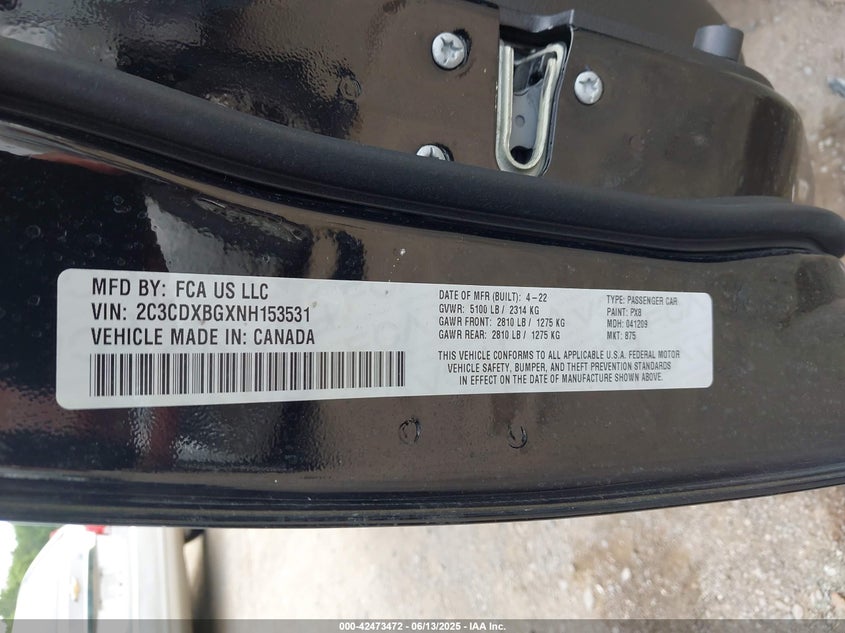 MFD BY: FCA US LLC
VIN: 2C3CDXBGXNH153531
VEHICLE MADE IN: CANADA
DATE OF MFR (BUILT): 4-22
GVWR: 5100 LB / 2314 KG
GAWR FRONT: 2810 LB / 1275 KG
GAWR REAR: 2810 LB / 1275 KG
TYPE: PASSENGER CAR
PAINT: PX8
MDH: 041209
MKT: 875
THIS VEHICLE CONFORMS TO ALL APPLICABLE U.S.A. FEDERAL MOTOR
VEHICLE SAFETY, BUMPER, AND THEFT PREVENTION STANDARDS
IN EFFECT ON THE DATE OF MANUFACTURE SHOWN ABOVE.
000-42473472 - 06/13/2025 - IAA Inc.